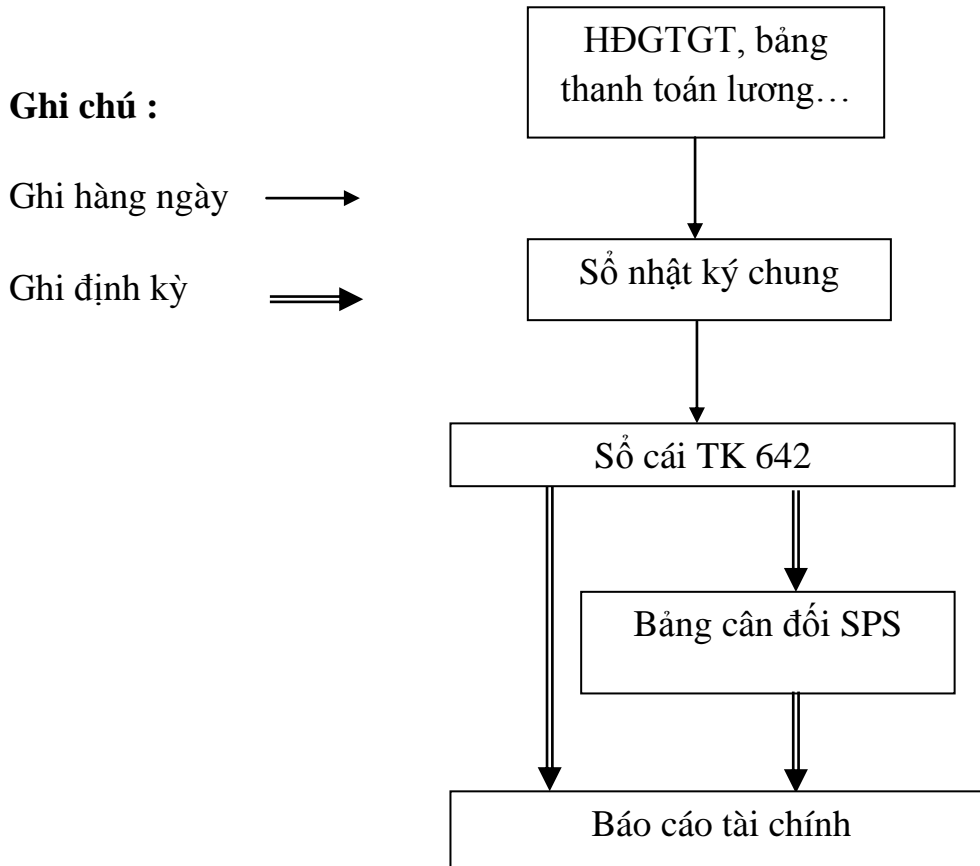 HĐGTGT, bảng
thanh toán lương…
Ghi chú :
Ghi hàng ngày
Ghi định kỳ
Sổ nhật ký chung
Sổ cái TK 642
Bảng cân đối SPS
Báo cáo tài chính